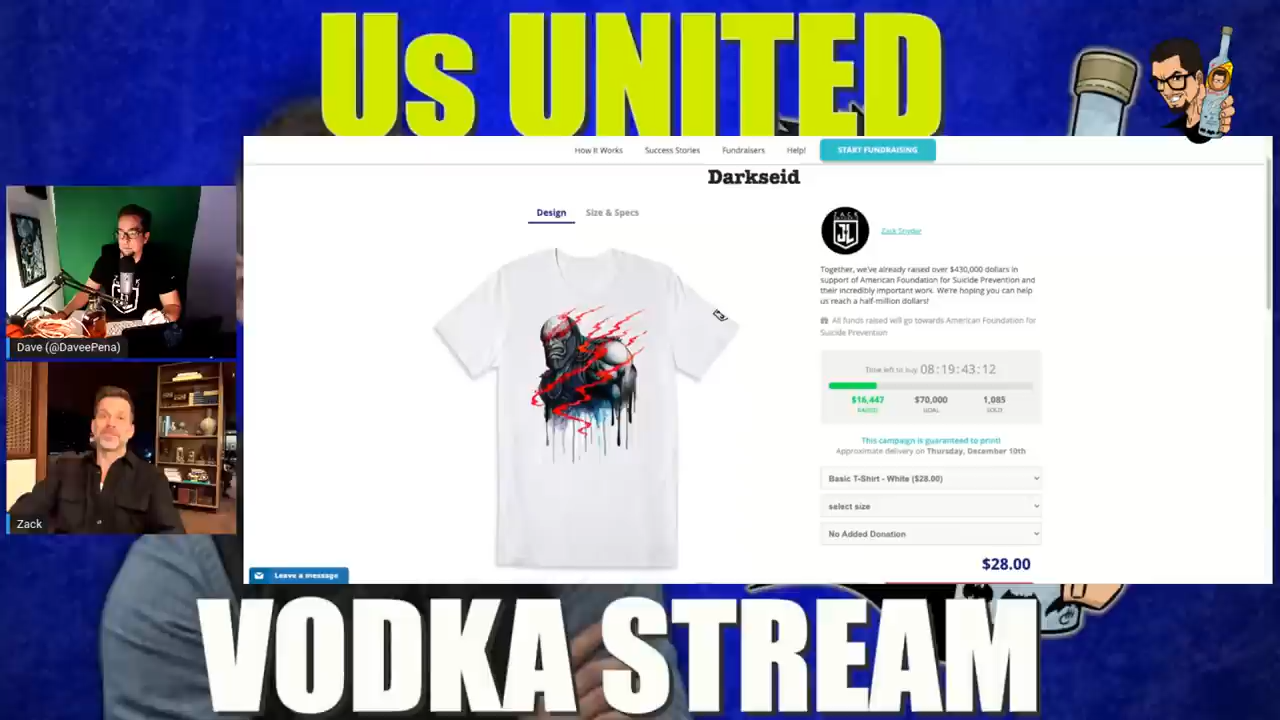 Us UNITED
How It Works Success Stories Fundraisers Help! START FUNDRAISING
Darkseid
Design Size & Specs
ZACK
JL
Zack Snyder
Together, we've already raised over $430,000 dollars in
support of American Foundation for Suicide Prevention and
their incredibly important work. We're hoping you can help
us reach a half-million dollars!
All funds raised will go towards American Foundation for
Suicide Prevention
Time left to buy 08:19:43:12
$16,447 $70,000 1,085
RAISED GOAL SOLD
This campaign is guaranteed to print!
Approximate delivery on Thursday, December 10th
Basic T-Shirt - White ($28.00)
select size
No Added Donation
$28.00
Leave a message
Dave (@DaveePena)
Zack
VODKA STREAM